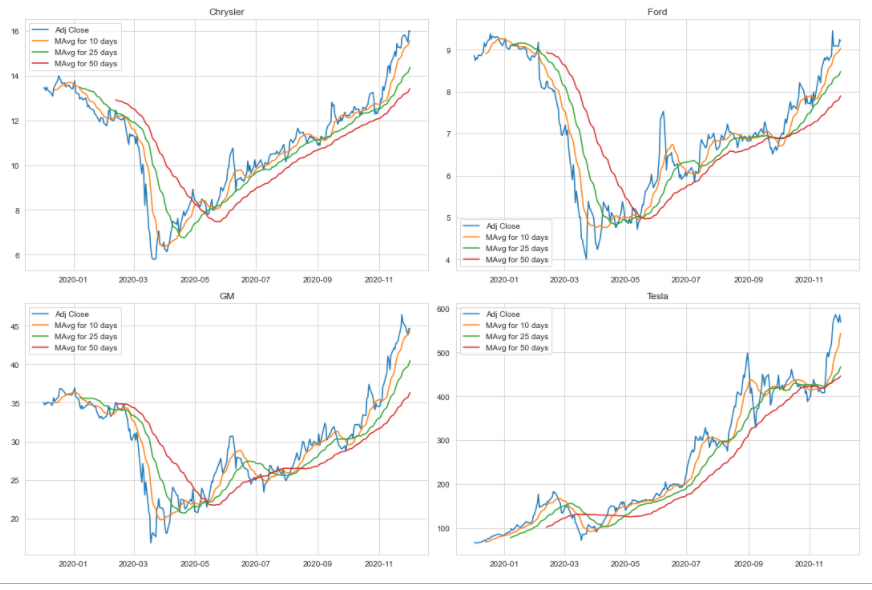 Chrysler
16
14
12
10
8
6
Adj Close
MAvg for 10 days
MAvg for 25 days
MAvg for 50 days
2020-01 2020-03 2020-05 2020-07 2020-09 2020-11
Ford
9
8
7
6
5
4
Adj Close
MAvg for 10 days
MAvg for 25 days
MAvg for 50 days
2020-01 2020-03 2020-05 2020-07 2020-09 2020-11
GM
45
40
35
30
25
20
Adj Close
MAvg for 10 days
MAvg for 25 days
MAvg for 50 days
2020-01 2020-03 2020-05 2020-07 2020-09 2020-11
Tesla
600
500
400
300
200
100
Adj Close
MAvg for 10 days
MAvg for 25 days
MAvg for 50 days
2020-01 2020-03 2020-05 2020-07 2020-09 2020-11